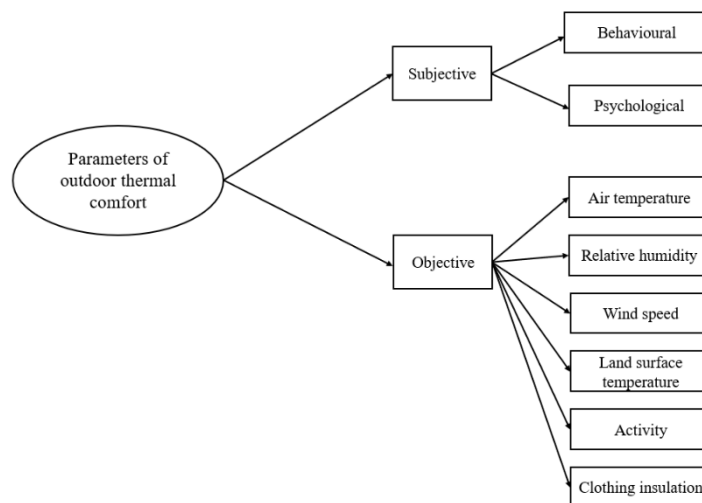 Parameters of
outdoor thermal
comfort
Subjective
Behavioural
Psychological
Objective
Air temperature
Relative humidity
Wind speed
Land surface
temperature
Activity
Clothing insulation